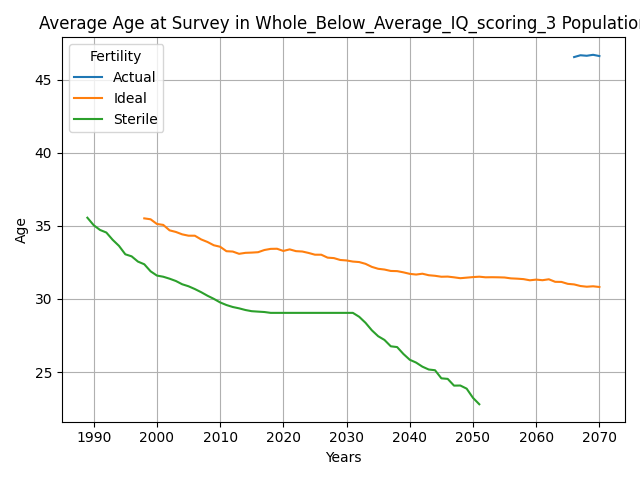 Average Age at Survey in Whole_Below_Average_IQ_scoring_3 Population
Fertility
Actual
Ideal
Sterile
45
40
35
30
25
Age
1990 2000 2010 2020 2030 2040 2050 2060 2070
Years